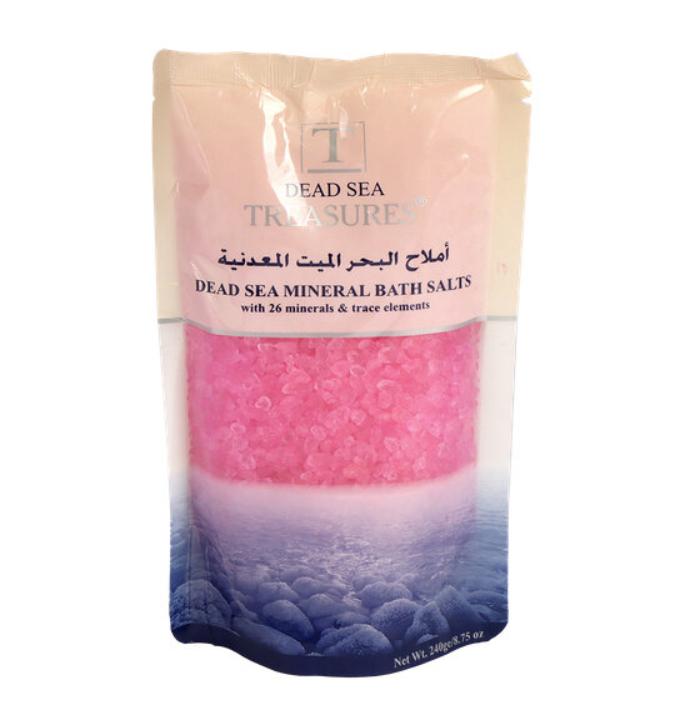 T
DEAD SEA
TREASURES®
أملاح البحر الميت المعدنية
DEAD SEA MINERAL BATH SALTS
with 26 minerals & trace elements
Net Wt. 240gr/8.75 oz